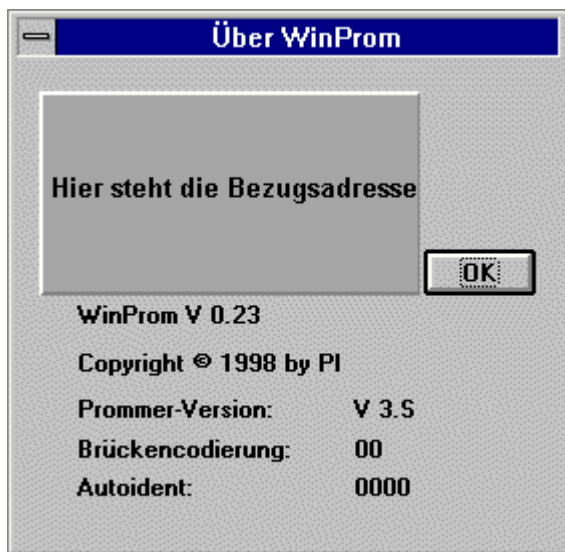 Über WinProm
Hier steht die Bezugsadresse
OK
WinProm V 0.23
Copyright © 1998 by PI
Prommer-Version: V 3.S
Brückencodierung: 00
Autoident: 0000